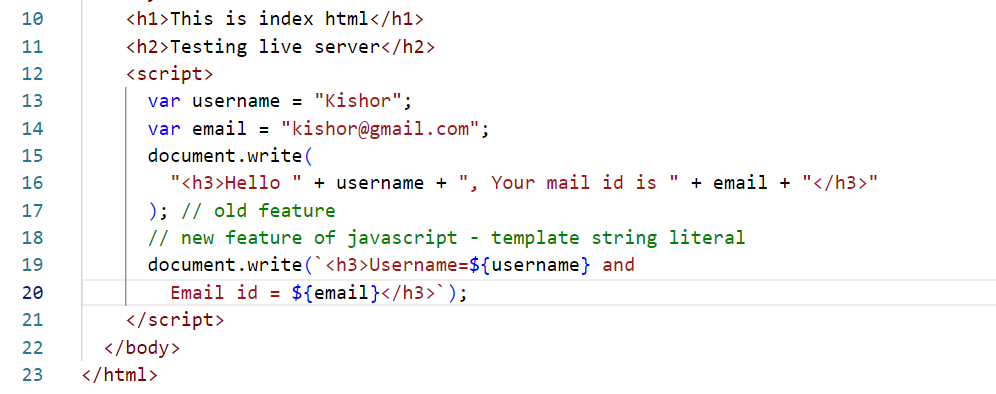 10 <h1>This is index html</h1>
11 <h2>Testing live server</h2>
12 <script>
13 var username = "Kishor";
14 var email = "kishor@gmail.com";
15 document.write(
16 "<h3>Hello " + username + ", Your mail id is " + email + "</h3>"
17 ); // old feature
18 // new feature of javascript - template string literal
19 document.write(`<h3>Username=${username} and
20 Email id = ${email}</h3>`);
21 </script>
22 </body>
23 </html>